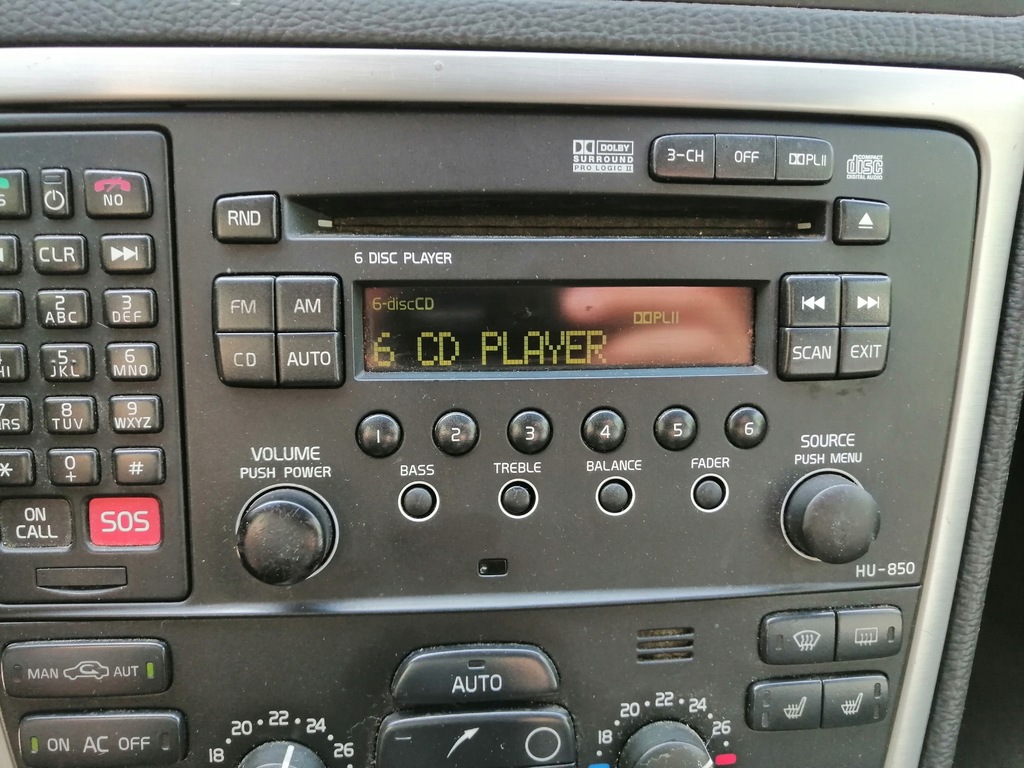 DOLBY
SURROUND
PRO LOGIC II
3-CH
OFF
PLII
COMPACT
disc
DIGITAL AUDIO
NO
RND
CLR
6 DISC PLAYER
FM
AM
6-discCD
PLII
2
ABC
3
DEF
CD
AUTO
6 CD PLAYER
SCAN
EXIT
5
JKL
6
MNO
8
TUV
9
WXYZ
1
2
3
4
5
6
VOLUME
PUSH POWER
BASS
TREBLE
BALANCE
FADER
SOURCE
PUSH MENU
*
0
+
#
ON
CALL
SOS
HU-850
MAN
AUT
AUTO
ON AC OFF
18
20
22
24
26
18
20
22
24
26